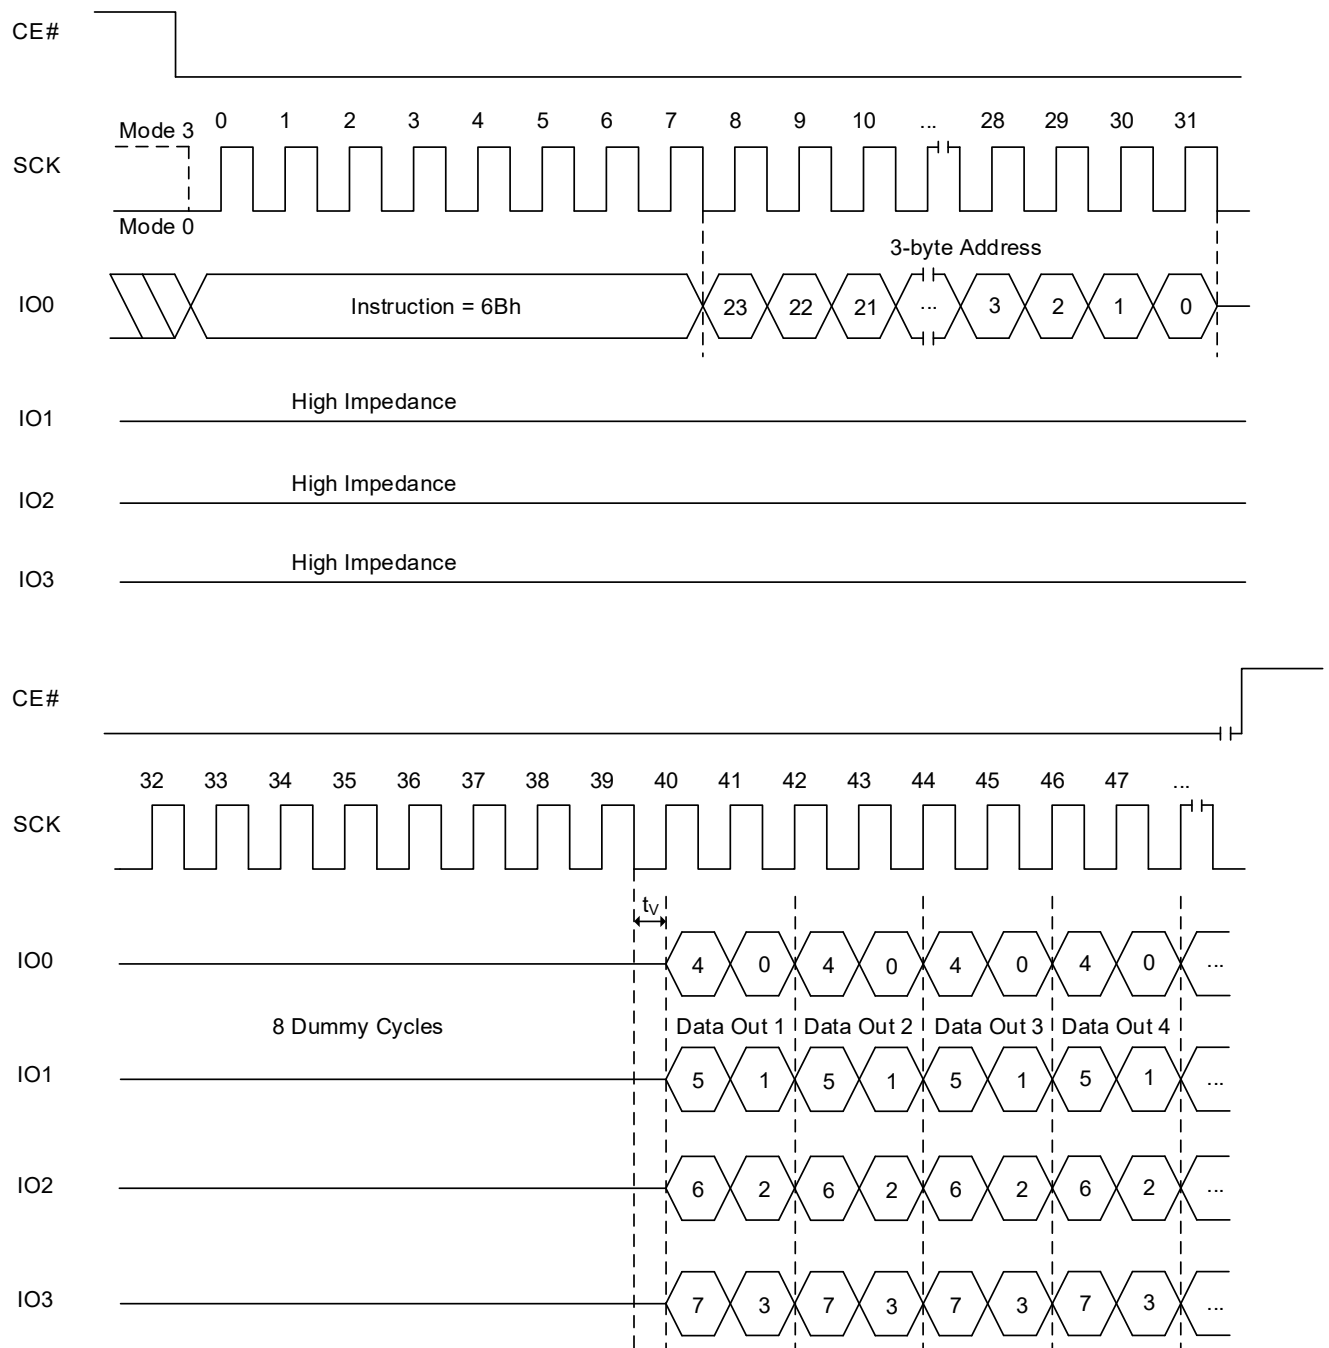 CE#
Mode 3 0 1 2 3 4 5 6 7 8 9 10 ... 28 29 30 31
SCK
Mode 0
3-byte Address
IO0 Instruction = 6Bh 23 22 21 ... 3 2 1 0
High Impedance
IO1
High Impedance
IO2
High Impedance
IO3
CE#
32 33 34 35 36 37 38 39 40 41 42 43 44 45 46 47 ...
SCK
tV
IO0 4 0 4 0 4 0 4 0 ...
8 Dummy Cycles Data Out 1 Data Out 2 Data Out 3 Data Out 4
IO1 5 1 5 1 5 1 5 1 ...
IO2 6 2 6 2 6 2 6 2 ...
IO3 7 3 7 3 7 3 7 3 ...